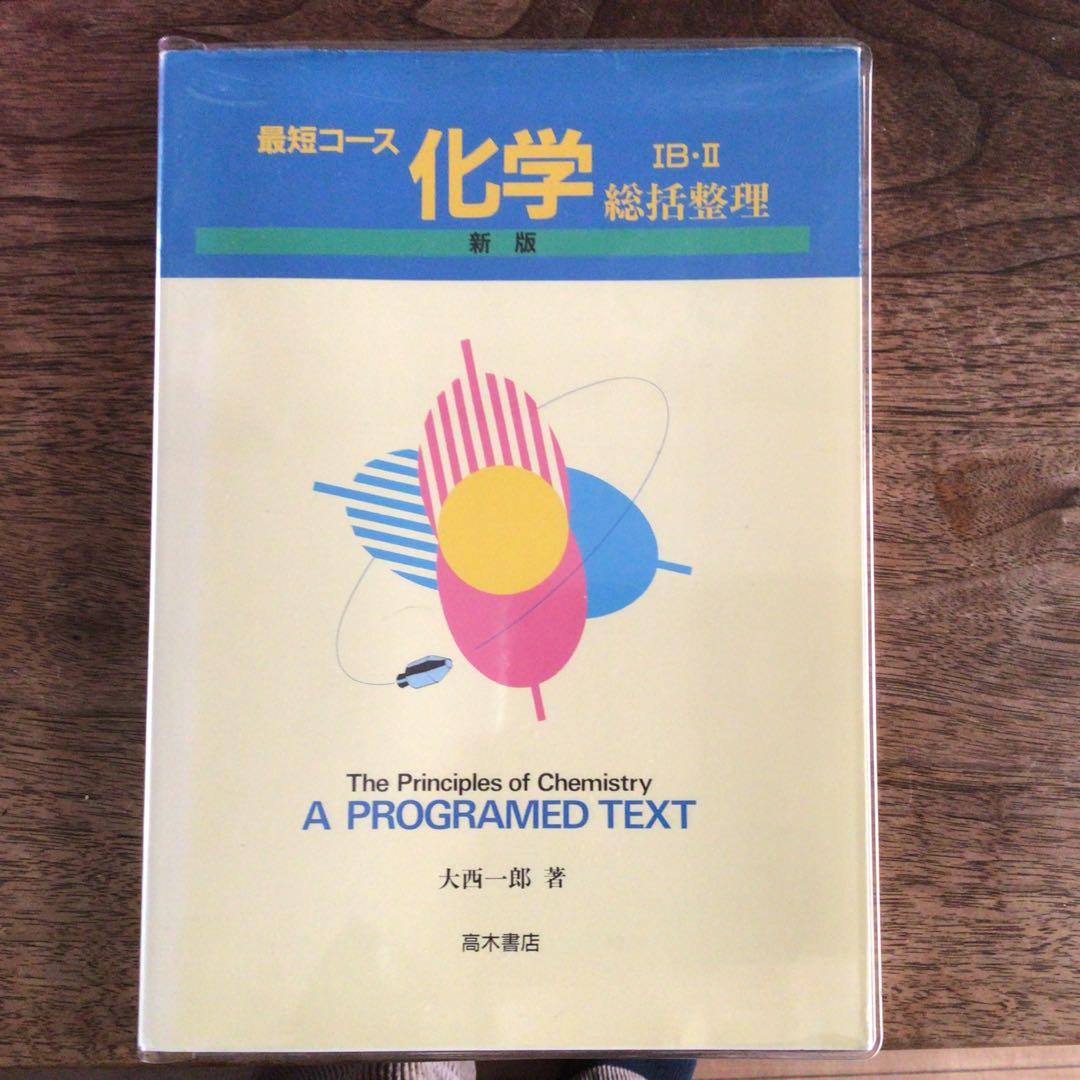 最短コース 化学 IB・II
総括整理
新版
The Principles of Chemistry
A PROGRAMED TEXT
大西一郎 著
高木書店